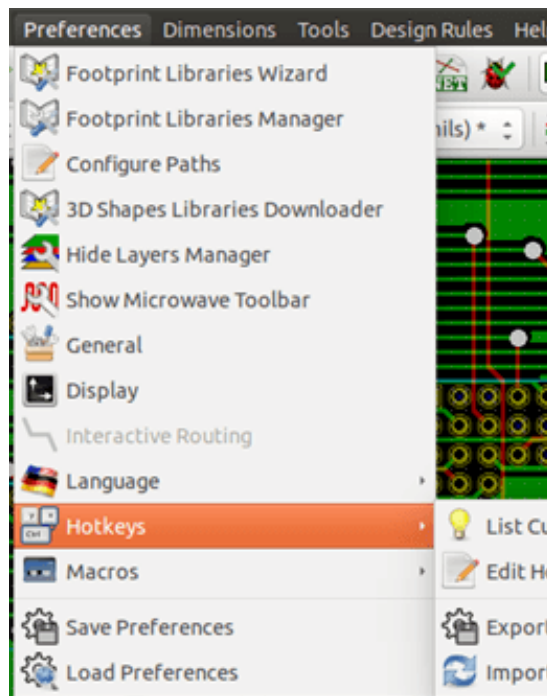 Preferences Dimensions Tools Design Rules Hel
Footprint Libraries Wizard
Footprint Libraries Manager
Configure Paths
ils) *
3D Shapes Libraries Downloader
Hide Layers Manager
Show Microwave Toolbar
General
Display
Interactive Routing
Language
Hotkeys
List Cu
Macros
Edit H
Save Preferences
Export
Load Preferences
Impor